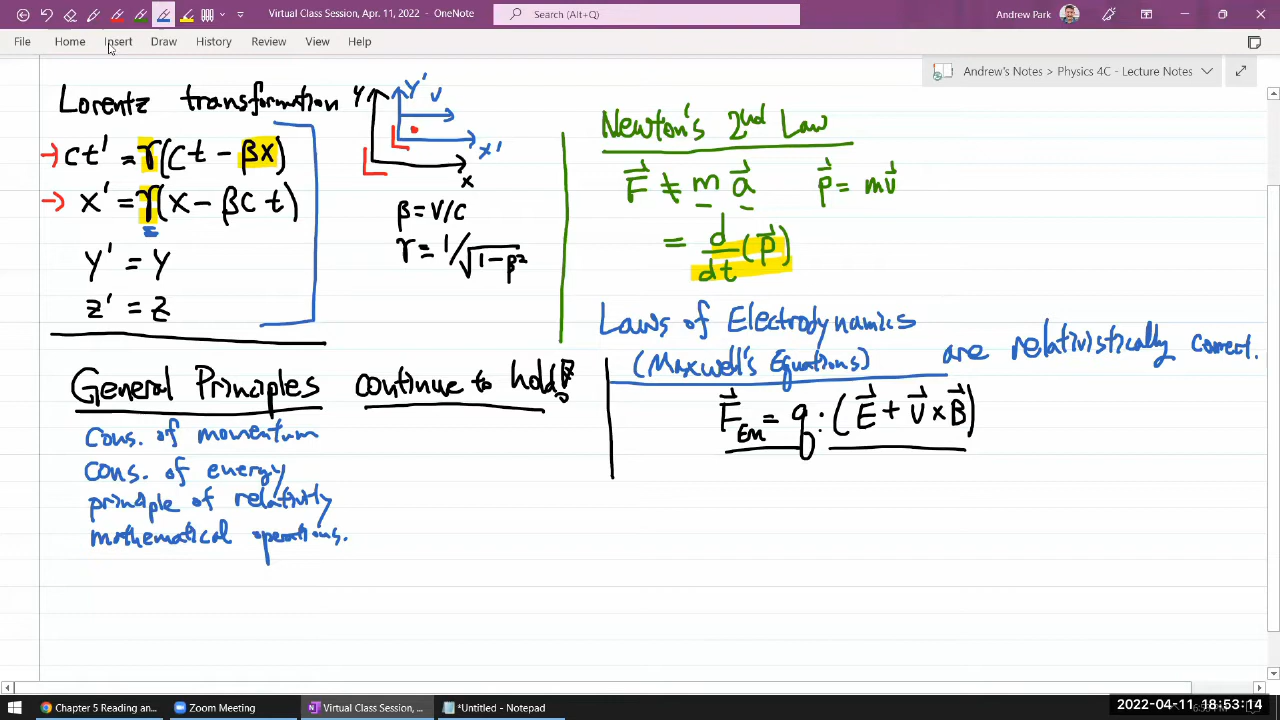 Virtual Class Session, Apr. 11, 2022 - OneNote
Search (Alt+Q)
Andrew Park
File Home Insert Draw History Review View Help
Andrew's Notes > Physics 4C - Lecture Notes
Lorentz transformation
ct' = γ(ct - βx)
x' = γ(x - βc t)
y' = y
z' = z
Y
Y'
V
X'
X
β = V/C
γ = 1/√1-β²
General Principles continue to hold
Cons. of momentum
Cons. of energy
principle of relativity
mathematical operations.
Newton's 2nd Law
F⃗ ≠ m a⃗ p⃗ = mv⃗
= d/dt (p⃗)
Laws of Electrodynamics
(Maxwell's Equations) are relativistically correct.
F⃗EM = q·(E⃗ + V⃗ × B⃗)
Chapter 5 Reading an...
Zoom Meeting
Virtual Class Session,...
*Untitled - Notepad
2022-04-11 18:53:14